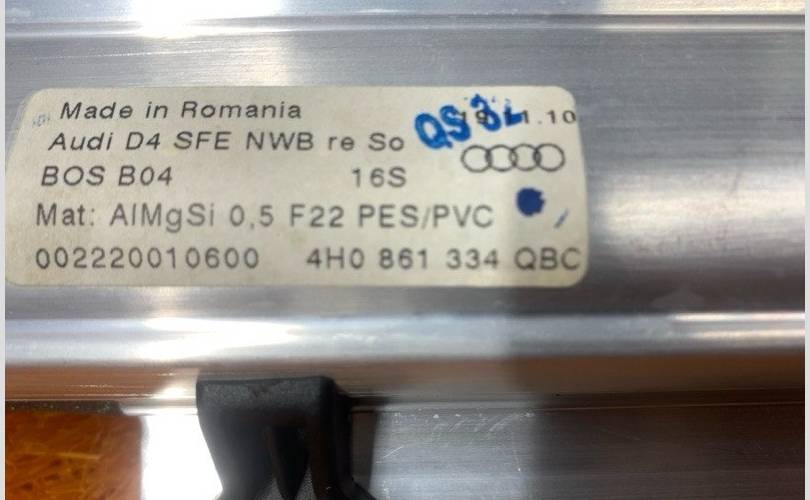 Made in Romania
Audi D4 SFE NWB re So
BOS B04 16S
Mat: AlMgSi 0,5 F22 PES/PVC
002220010600 4H0 861 334 QBC